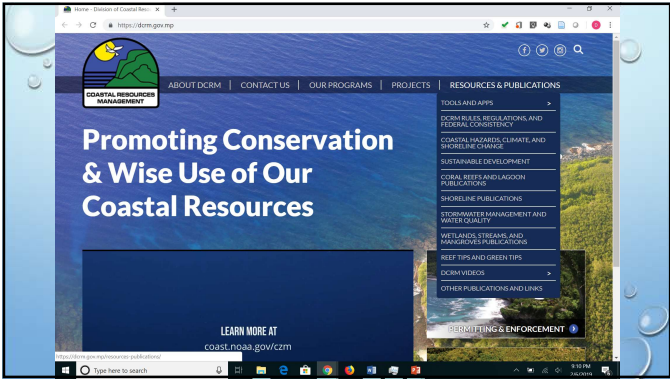 Home - Division of Coastal Resou
https://dcrm.gov.mp
COASTAL RESOURCES
MANAGEMENT
ABOUT DCRM
CONTACT US
OUR PROGRAMS
PROJECTS
RESOURCES & PUBLICATIONS
TOOLS AND APPS >
DCRM RULES, REGULATIONS, AND
FEDERAL CONSISTENCY
COASTAL HAZARDS, CLIMATE, AND
SHORELINE CHANGE
SUSTAINABLE DEVELOPMENT
CORAL REEFS AND LAGOON
PUBLICATIONS
SHORELINE PUBLICATIONS
STORMWATER MANAGEMENT AND
WATER QUALITY
WETLANDS, STREAMS, AND
MANGROVES PUBLICATIONS
REEF TIPS AND GREEN TIPS
DCRM VIDEOS >
OTHER PUBLICATIONS AND LINKS
Promoting Conservation
& Wise Use of Our
Coastal Resources
LEARN MORE AT
coast.noaa.gov/czm
PERMITTING & ENFORCEMENT
https://dcrm.gov.mp/resources-publications/
Type here to search
9:10 PM
7/6/2019